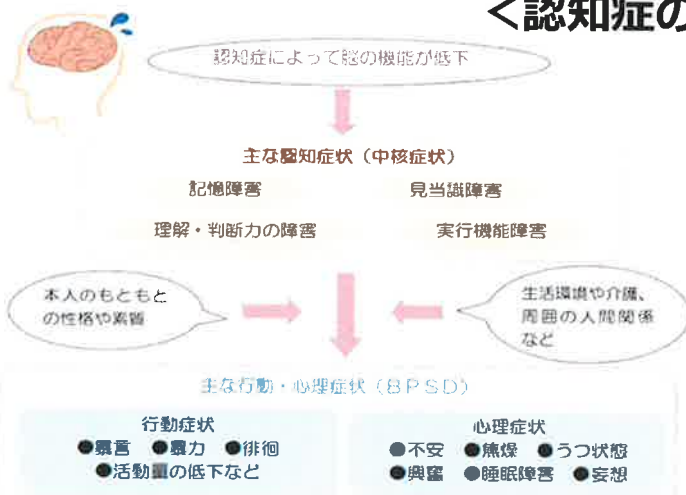 <認知症の
認知症によって脳の機能が低下
主な認知症状（中核症状）
記憶障害 見当識障害
理解・判断力の障害 実行機能障害
本人のもともと
の性格や素質
生活環境や介護、
周囲の人間関係
など
主な行動・心理症状（BPSD）
行動症状
●暴言 ●暴力 ●徘徊
●活動量の低下など
心理症状
●不安 ●焦燥 ●うつ状態
●興奮 ●睡眠障害 ●妄想